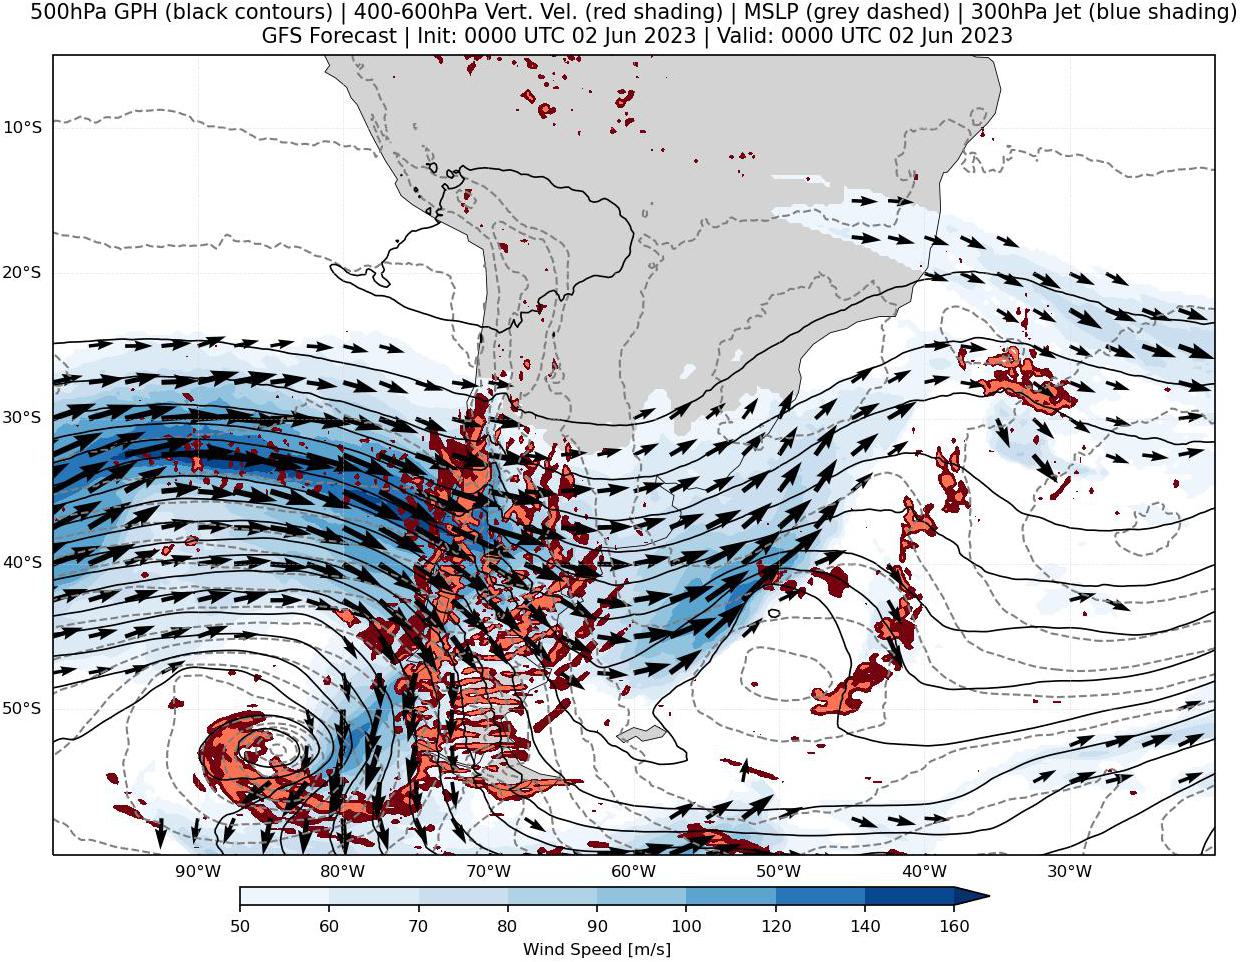 500hPa GPH (black contours) | 400-600hPa Vert. Vel. (red shading) | MSLP (grey dashed) | 300hPa Jet (blue shading)
GFS Forecast | Init: 0000 UTC 02 Jun 2023 | Valid: 0000 UTC 02 Jun 2023
10°S
20°S
30°S
40°S
50°S
90°W 80°W 70°W 60°W 50°W 40°W 30°W
50 60 70 80 90 100 120 140 160
Wind Speed [m/s]